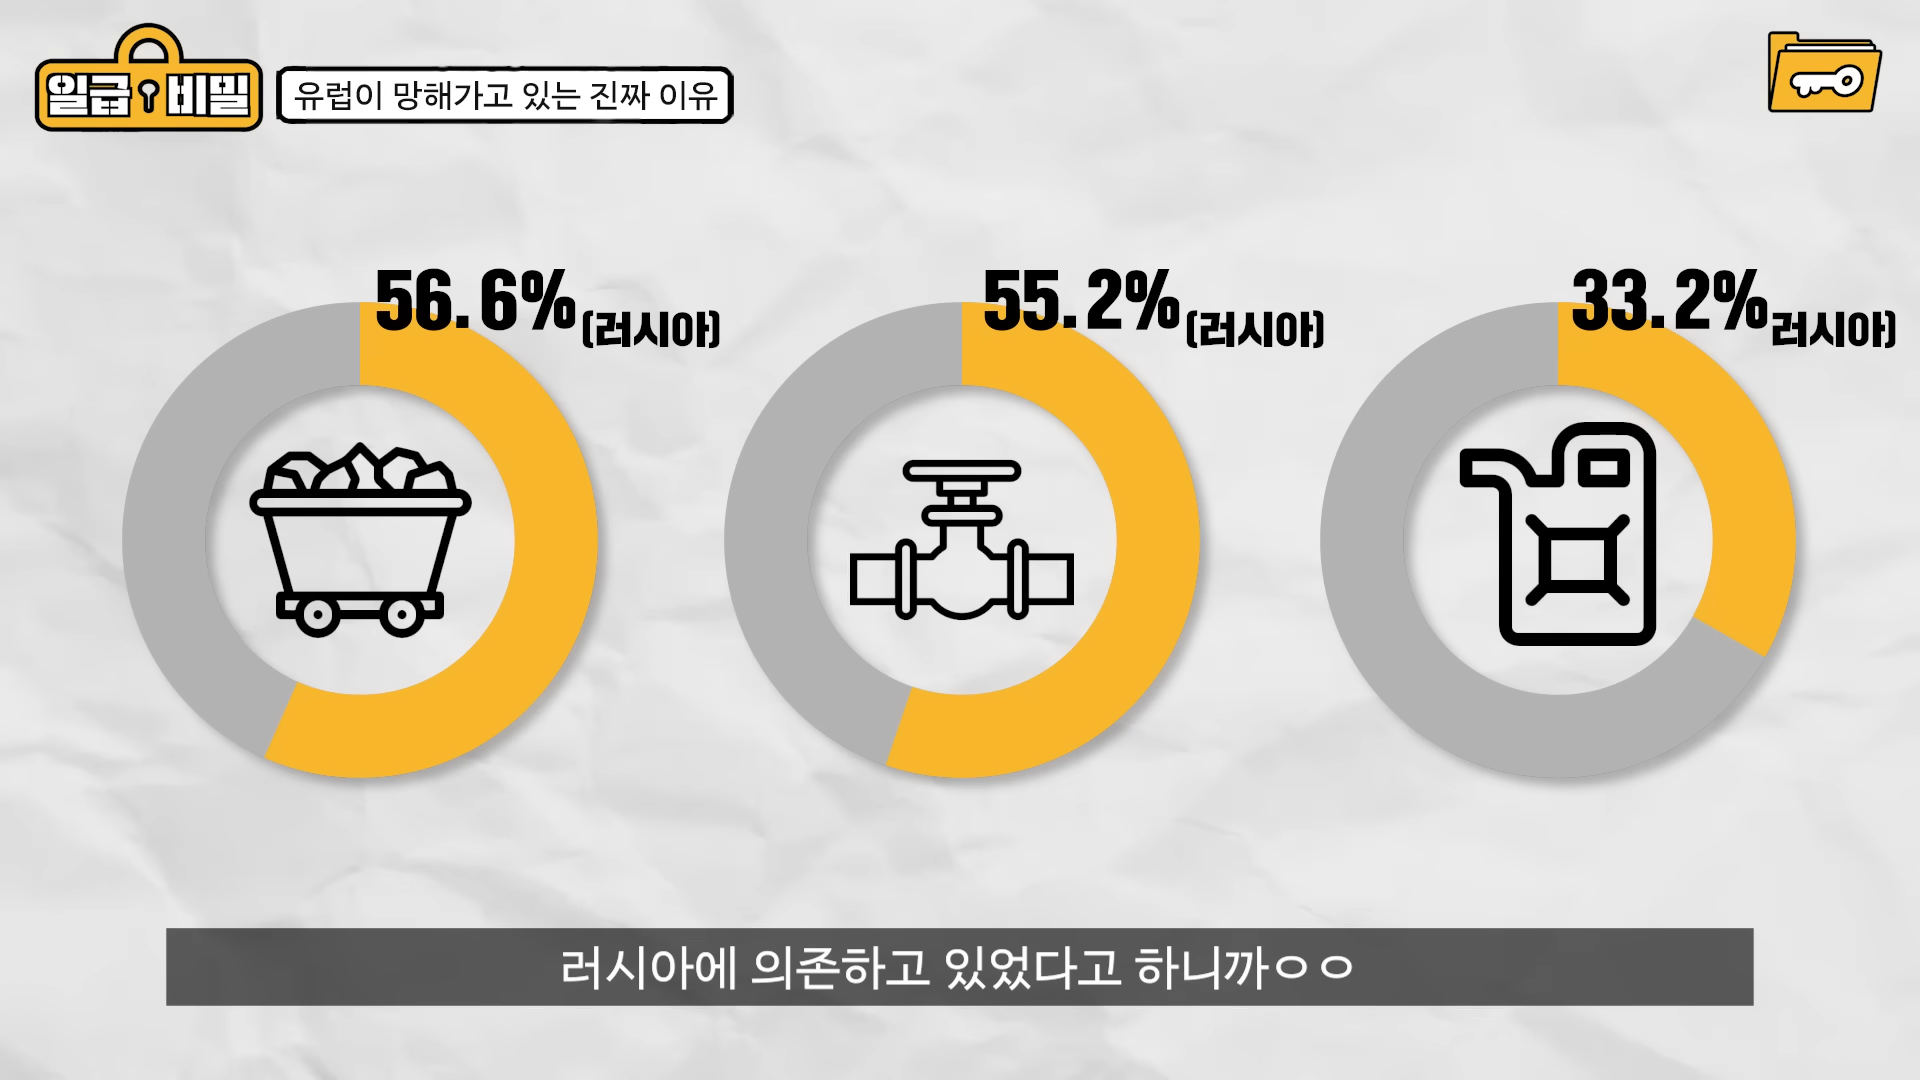 일급비밀
유럽이 망해가고 있는 진짜 이유
56.6%(러시아)
55.2%(러시아)
33.2%러시아)
러시아에 의존하고 있었다고 하니까ㅇㅇ